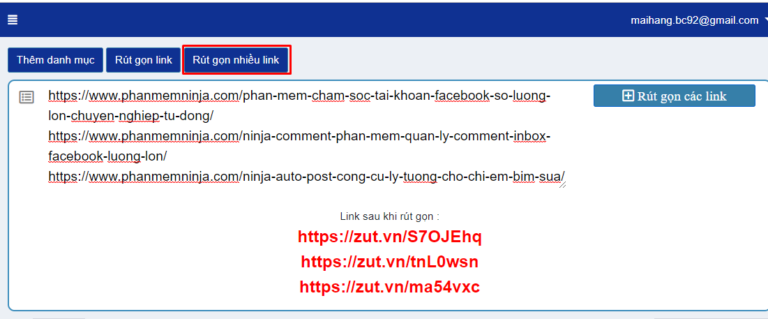 maihang.bc92@gmail.com
Thêm danh mục Rút gọn link Rút gọn nhiều link
https://www.phanmemninja.com/phan-mem-cham-soc-tai-khoan-facebook-so-luong-
lon-chuyen-nghiep-tu-dong/
https://www.phanmemninja.com/ninja-comment-phan-mem-quan-ly-comment-inbox-
facebook-luong-lon/
https://www.phanmemninja.com/ninja-auto-post-cong-cu-ly-tuong-cho-chi-em-bim-sua/
Rút gọn các link
Link sau khi rút gọn :
https://zut.vn/S7OJEhq
https://zut.vn/tnL0wsn
https://zut.vn/ma54vxc